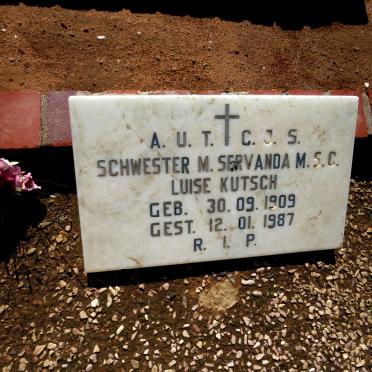 A. U. T. C. J. S.
SCHWESTER M. SERVANDA M.S.C.
LUISE KUTSCH
GEB. 30. 09. 1909
GEST. 12. 01. 1987
R. I. P.